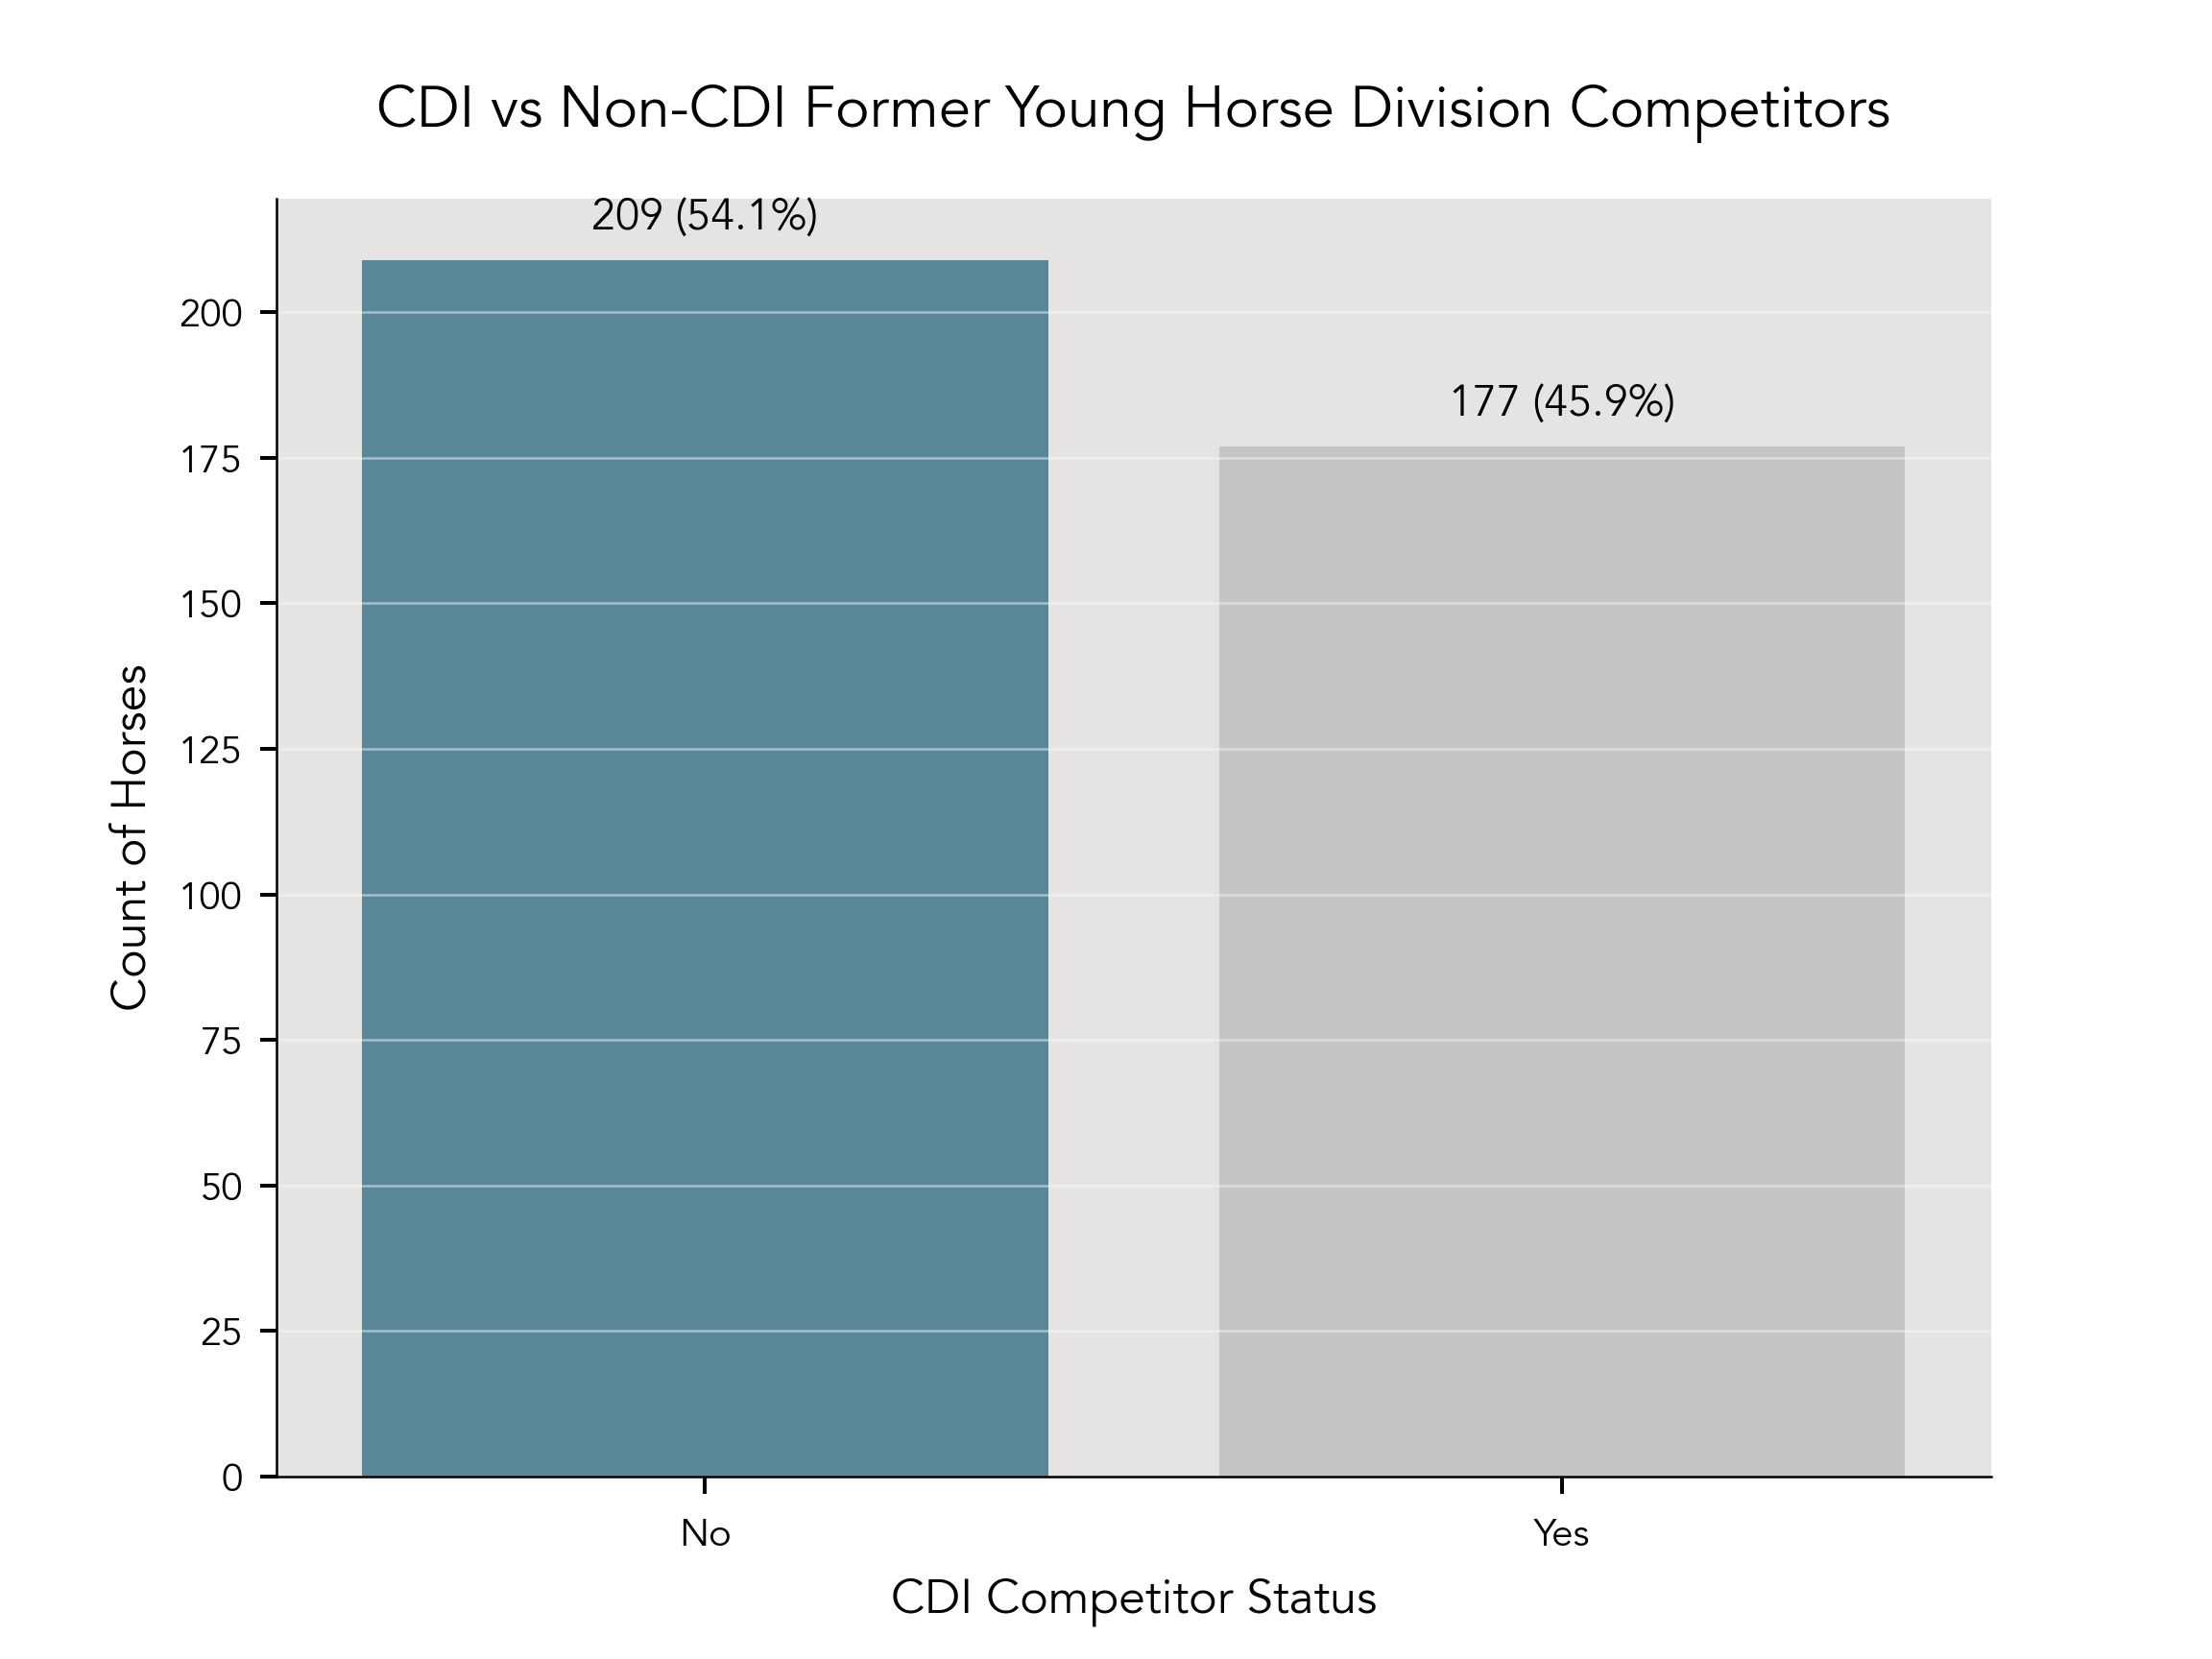 CDI vs Non-CDI Former Young Horse Division Competitors
209 (54.1%)
177 (45.9%)
200
175
150
125
100
75
50
25
0
Count of Horses
No
Yes
CDI Competitor Status